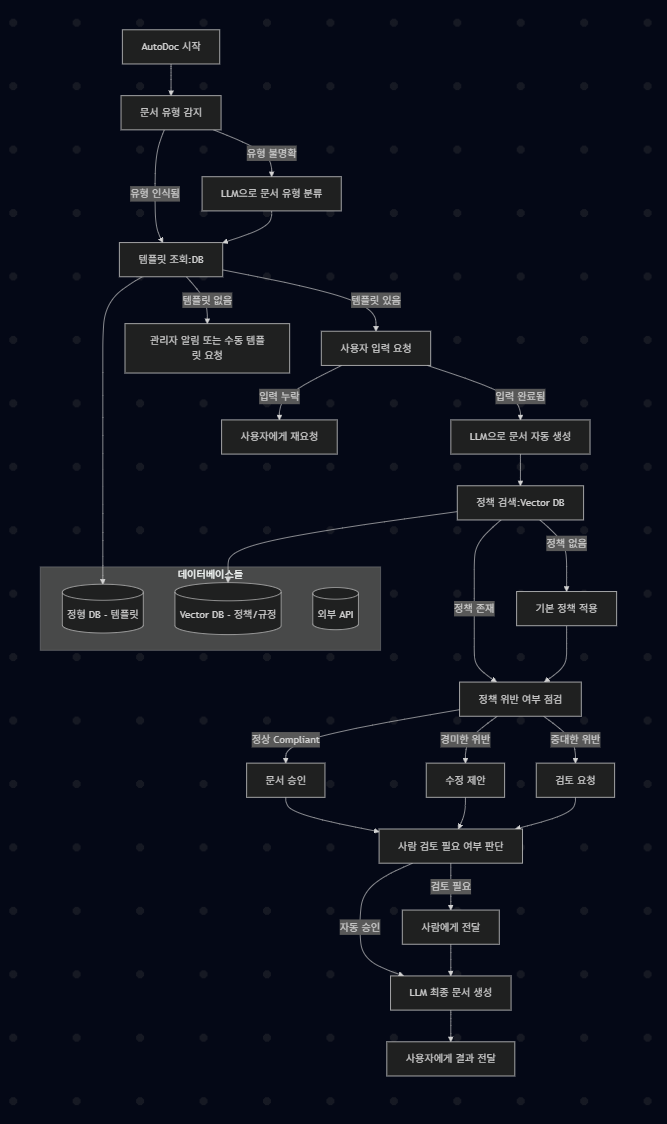 AutoDoc 시작
문서 유형 감지
유형 불명확
유형 인식됨
LLM으로 문서 유형 분류
템플릿 조회:DB
템플릿 없음
템플릿 있음
관리자 알림 또는 수동 템플
릿 요청
사용자 입력 요청
입력 누락
입력 완료됨
사용자에게 재요청
LLM으로 문서 자동 생성
정책 검색:Vector DB
정책 없음
데이터베이스들
정형 DB - 템플릿
Vector DB - 정책/규정
외부 API
정책 존재
기본 정책 적용
정책 위반 여부 점검
정상 Compliant
경미한 위반
중대한 위반
문서 승인
수정 제안
검토 요청
사람 검토 필요 여부 판단
검토 필요
자동 승인
사람에게 전달
LLM 최종 문서 생성
사용자에게 결과 전달